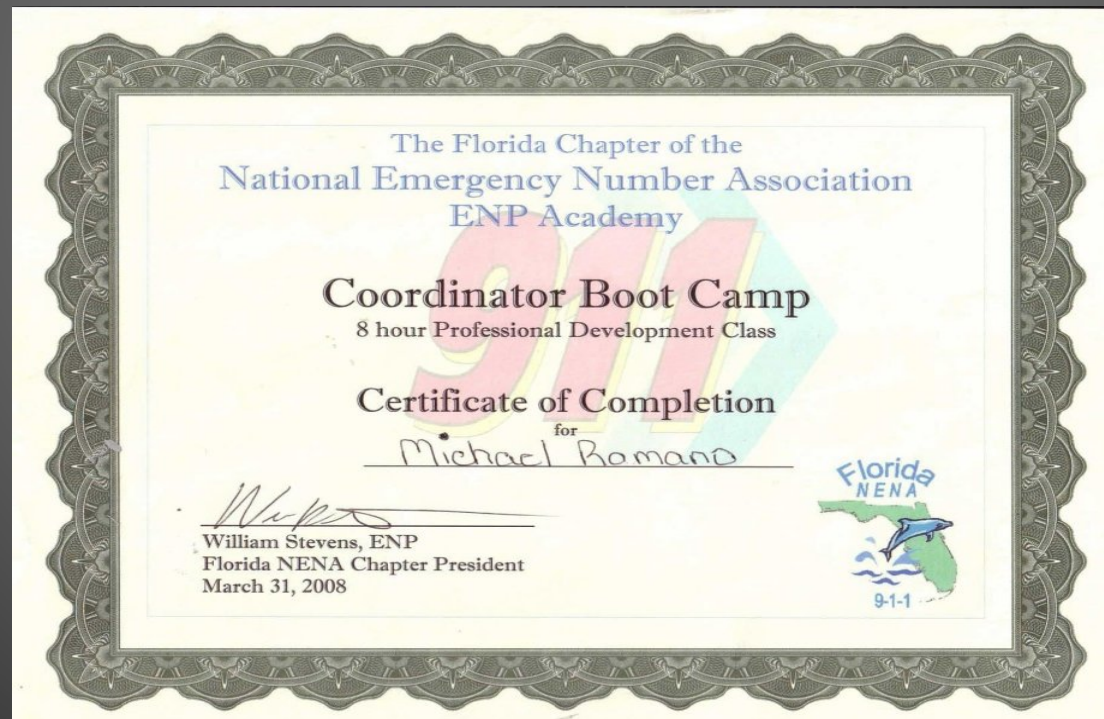 The Florida Chapter of the
National Emergency Number Association
ENP Academy
911
Coordinator Boot Camp
8 hour Professional Development Class
Certificate of Completion
for
Michael Romano
William Stevens, ENP
Florida NENA Chapter President
March 31, 2008
Florida
NENA
9-1-1